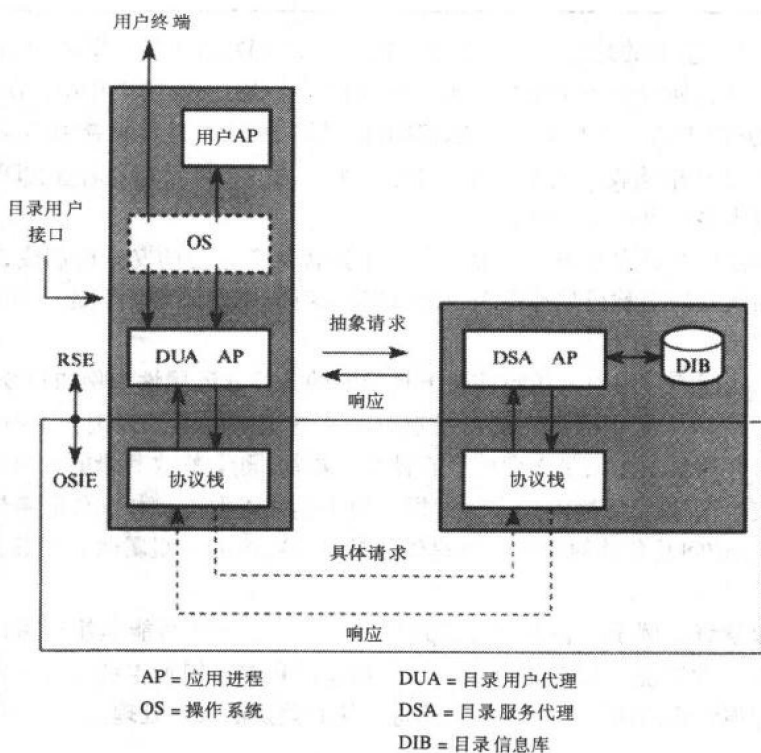 用户终端
用户AP
目录用户
接口
OS
抽象请求
DUA AP
DSA AP
DIB
RSE
响应
OSIE
协议栈
协议栈
具体请求
响应
AP = 应用进程
DUA = 目录用户代理
OS = 操作系统
DSA = 目录服务代理
DIB = 目录信息库